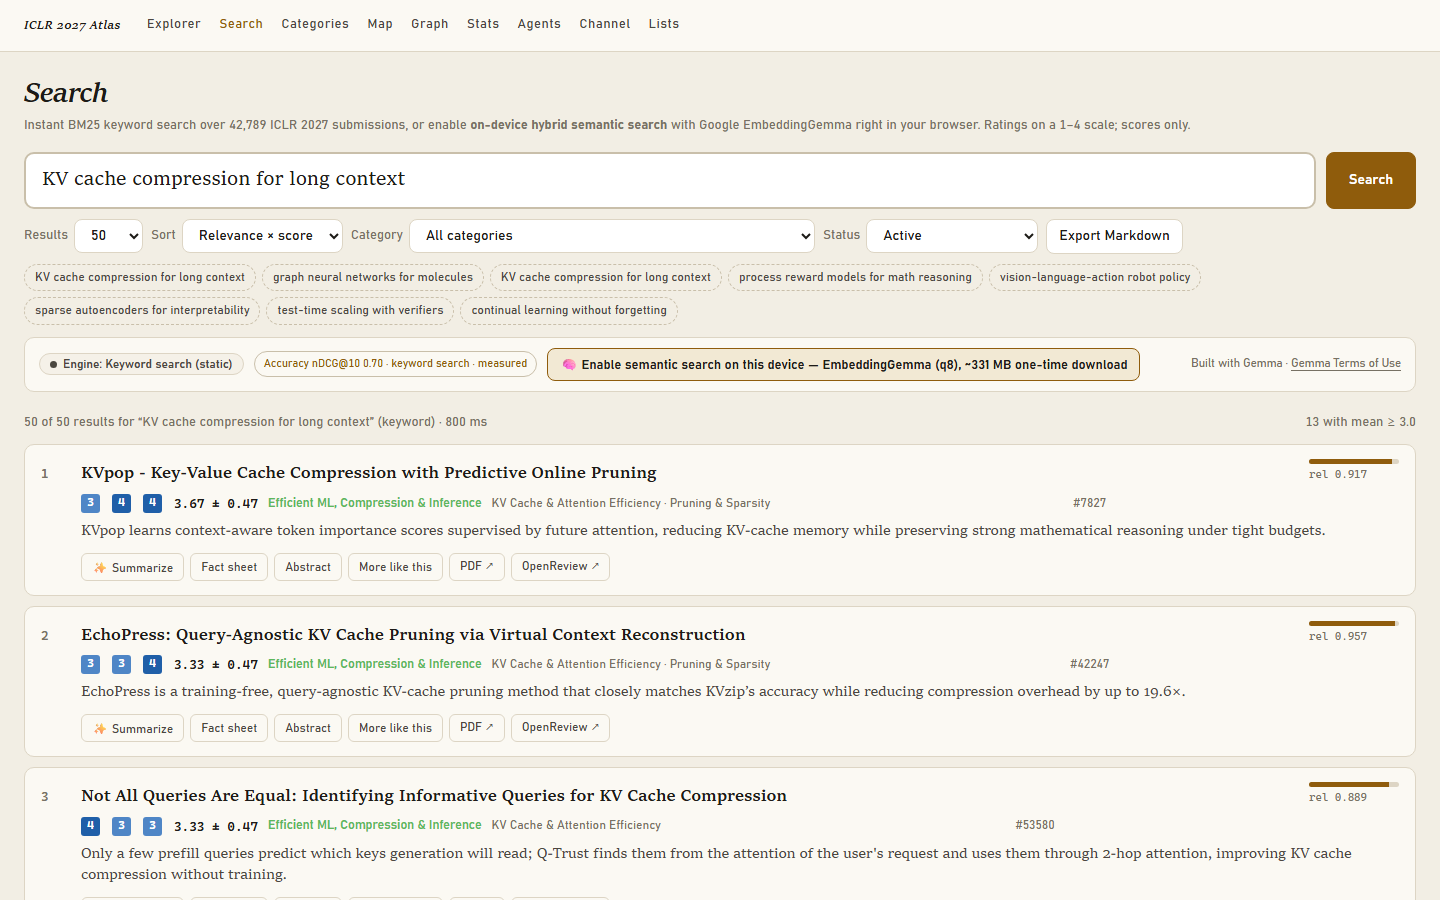 ICLR 2027 Atlas Explorer Search Categories Map Graph Stats Agents Channel Lists
Search
Instant BM25 keyword search over 42,789 ICLR 2027 submissions, or enable on-device hybrid semantic search with Google EmbeddingGemma right in your browser. Ratings on a 1–4 scale; scores only.
KV cache compression for long context Search
Results 50 Sort Relevance × score Category All categories Status Active Export Markdown
KV cache compression for long context graph neural networks for molecules KV cache compression for long context process reward models for math reasoning vision-language-action robot policy
sparse autoencoders for interpretability test-time scaling with verifiers continual learning without forgetting
Engine: Keyword search (static) Accuracy nDCG@10 0.70 · keyword search · measured 🧠 Enable semantic search on this device — EmbeddingGemma (q8), ~331 MB one-time download Built with Gemma · Gemma Terms of Use
50 of 50 results for “KV cache compression for long context” (keyword) · 800 ms 13 with mean ≥ 3.0
1 KVpop - Key-Value Cache Compression with Predictive Online Pruning rel 0.917
3 4 4 3.67 ± 0.47 Efficient ML, Compression & Inference KV Cache & Attention Efficiency · Pruning & Sparsity #7827
KVpop learns context-aware token importance scores supervised by future attention, reducing KV-cache memory while preserving strong mathematical reasoning under tight budgets.
✨ Summarize Fact sheet Abstract More like this PDF ↗ OpenReview ↗
2 EchoPress: Query-Agnostic KV Cache Pruning via Virtual Context Reconstruction rel 0.957
3 3 4 3.33 ± 0.47 Efficient ML, Compression & Inference KV Cache & Attention Efficiency · Pruning & Sparsity #42247
EchoPress is a training-free, query-agnostic KV-cache pruning method that closely matches KVzip’s accuracy while reducing compression overhead by up to 19.6×.
✨ Summarize Fact sheet Abstract More like this PDF ↗ OpenReview ↗
3 Not All Queries Are Equal: Identifying Informative Queries for KV Cache Compression rel 0.889
4 3 3 3.33 ± 0.47 Efficient ML, Compression & Inference KV Cache & Attention Efficiency #53580
Only a few prefill queries predict which keys generation will read; Q-Trust finds them from the attention of the user's request and uses them through 2-hop attention, improving KV cache
compression without training.